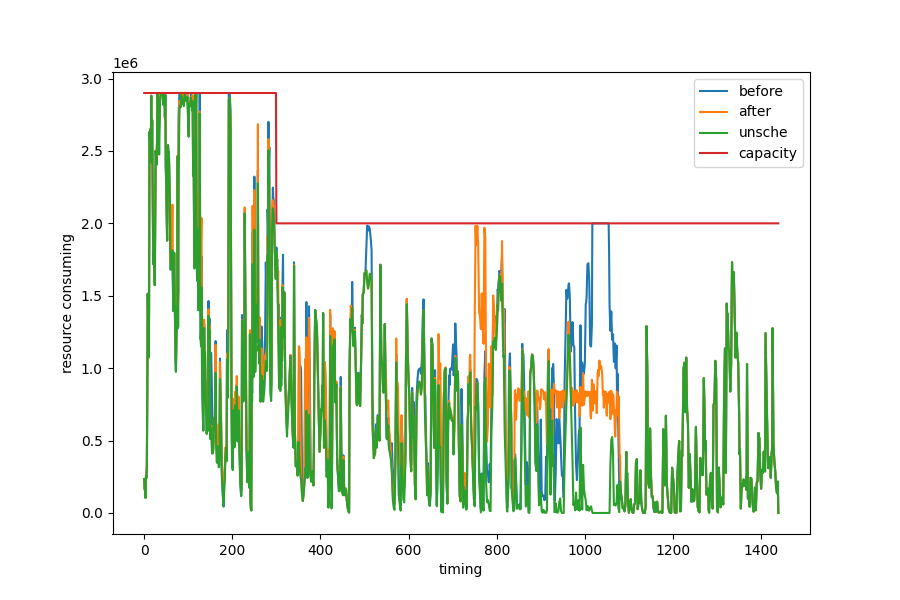 1e6
3.0
2.5
2.0
1.5
1.0
0.5
0.0
resource consuming
before
after
unsche
capacity
0 200 400 600 800 1000 1200 1400
timing